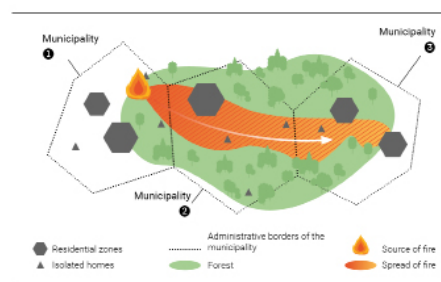 Municipality
1
Municipality
3
Municipality
2
Residential zones
Isolated homes
Administrative borders of the
municipality
Forest
Source of fire
Spread of fire